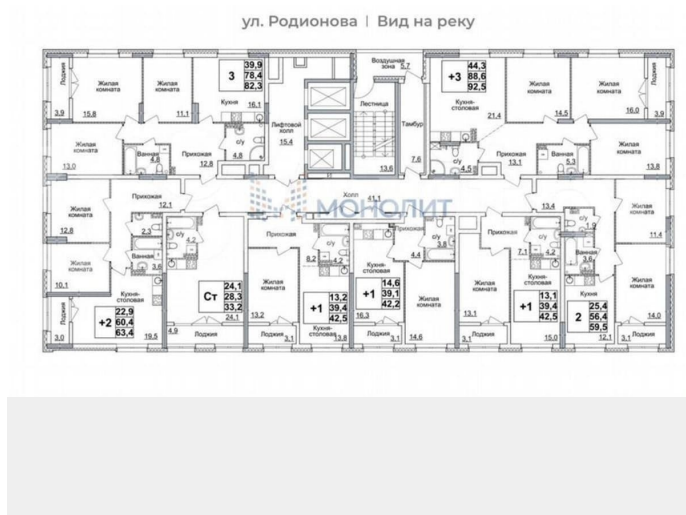 ул. Родионова | Вид на реку
Лоджия
3,9
Жилая комната
15.8
Жилая комната
11.1
3
39,9
78,4
82,3
Кухня
16.1
Лифтовой холл
15.4
Лестница
13.6
Воздушная зона
5.7
Тамбур
7.6
+3
44,3
88,6
92,5
Кухня-столовая
21.4
Жилая комната
14.5
Жилая комната
16.0
Лоджия
3,9
Жилая комната
13.0
Ванная
4.8
Прихожая
12.8
с/у
4.8
с/у
4.5
Прихожая
13.1
Ванная
5.3
Жилая комната
13.8
Холл
41.1
МОНОЛИТ
Жилая комната
12.8
Прихожая
12.1
с/у
2.3
Ванная
3.6
Жилая комната
10.1
Лоджия
3,0
+2
22,9
60,4
63,4
Кухня-столовая
19.5
с/у
4.2
Ст
24,1
28,3
33,2
24.1
4.9
Лоджия
Прихожая
8.2
с/у
4.2
Жилая комната
13.2
Лоджия
3.1
+1
13,2
39,4
42,5
Кухня-столовая
13.8
Кухня-столовая
16.3
+1
14,6
39,1
42,2
Прихожая
4.4
с/у
3.8
Жилая комната
14.6
Лоджия
3.1
Прихожая
7.1
с/у
4.2
Жилая комната
13.1
Лоджия
3.1
+1
13,1
39,4
42,5
Кухня-столовая
15.0
13.4
с/у
1.9
Ванная
3.6
Жилая комната
11.4
Кухня-столовая
12.1
2
25,4
56,4
59,5
Жилая комната
14.0
Лоджия
3.1